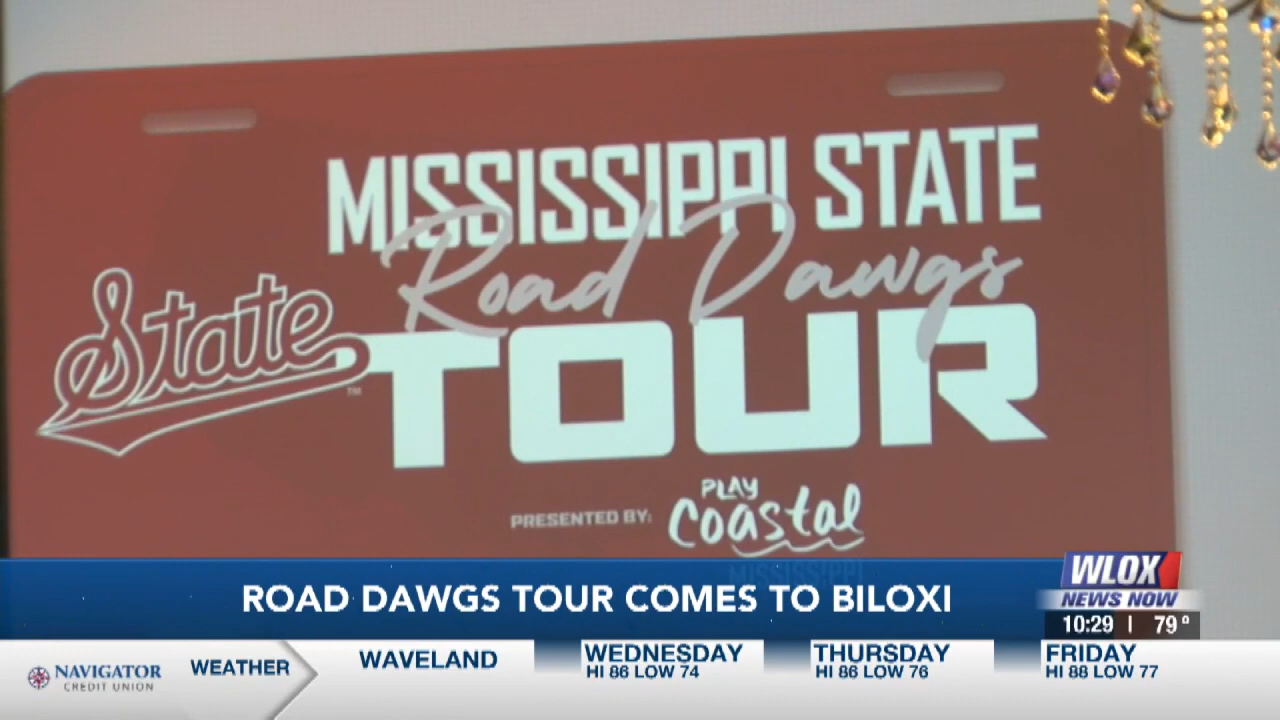 MISSISSIPPI STATE
Road Dawgs
State
TM
TOUR
PRESENTED BY:
PLAY
Coastal
MISSISSIPPI
ROAD DAWGS TOUR COMES TO BILOXI
WLOX
NEWS NOW
10:29 | 79°
NAVIGATOR
CREDIT UNION
WEATHER
WAVELAND
WEDNESDAY
HI 86 LOW 74
THURSDAY
HI 86 LOW 76
FRIDAY
HI 88 LOW 77